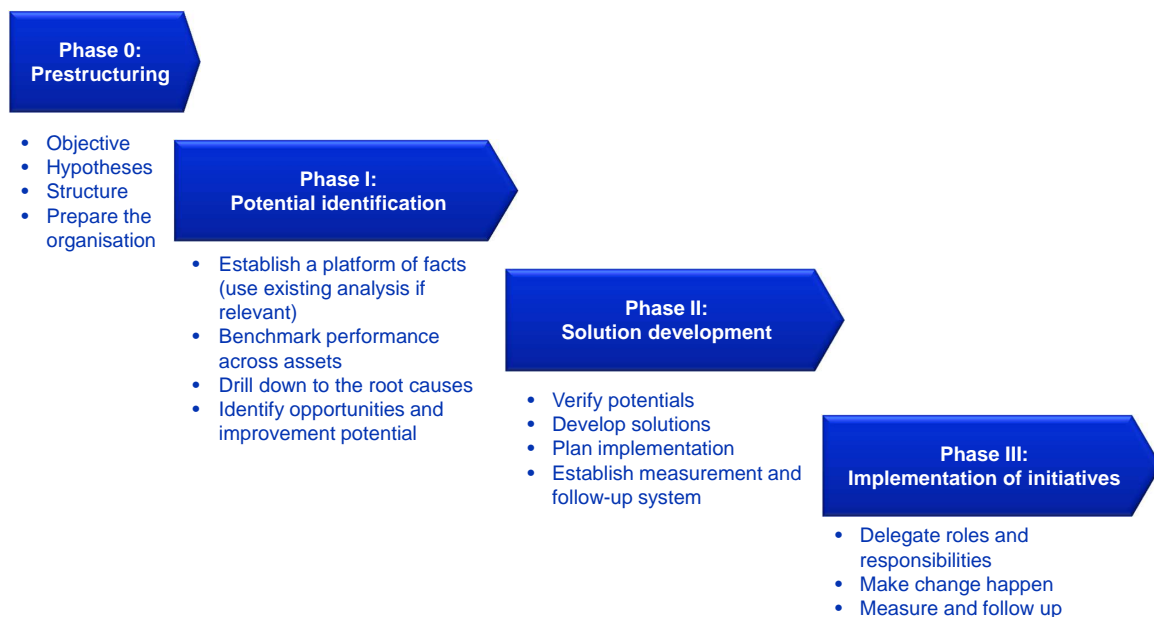 Phase 0:
Prestructuring
• Objective
• Hypotheses
• Structure
• Prepare the
organisation
Phase I:
Potential identification
• Establish a platform of facts
(use existing analysis if
relevant)
• Benchmark performance
across assets
• Drill down to the root causes
• Identify opportunities and
improvement potential
Phase II:
Solution development
• Verify potentials
• Develop solutions
• Plan implementation
• Establish measurement and
follow-up system
Phase III:
Implementation of initiatives
• Delegate roles and
responsibilities
• Make change happen
• Measure and follow up